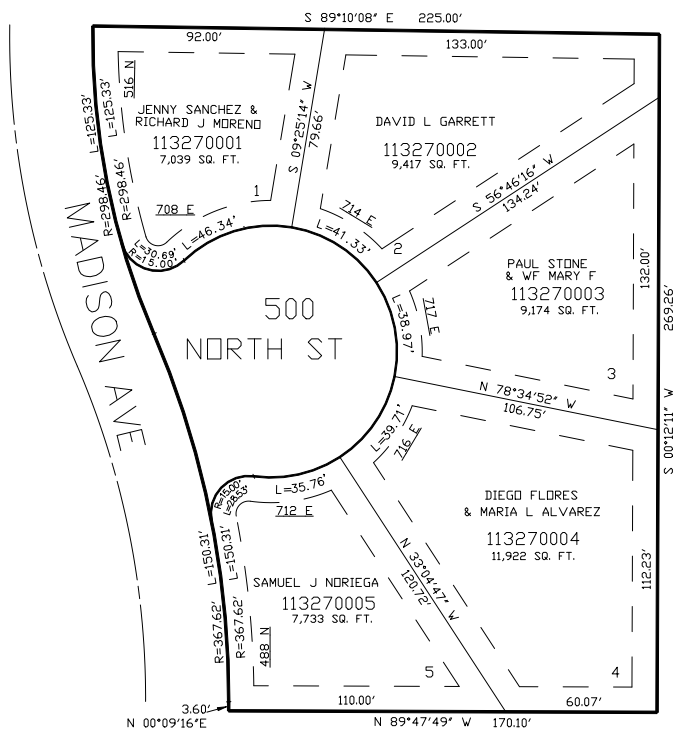 S 89°10'08" E 225.00'
92.00'
133.00'
516 N
L=125.33'
L=125.33'
JENNY SANCHEZ &
RICHARD J MORENO
113270001
7,039 SQ. FT.
1
S 09°25'14" W
79.66'
DAVID L GARRETT
113270002
9,417 SQ. FT.
2
S 56°46'16" W
134.24'
R=298.46'
R=298.46'
708 E
714 E
L=30.69'
R=15.00'
L=46.34'
L=41.33'
MADISON AVE
500
NORTH ST
PAUL STONE
& WF MARY F
113270003
9,174 SQ. FT.
3
132.00'
269.26'
717 E
L=38.97'
N 78°34'52" W
106.75'
S 00°12'11" W
L=39.71'
716 E
R=15.00'
L=28.53'
L=35.76'
712 E
DIEGO FLORES
& MARIA L ALVAREZ
113270004
11,922 SQ. FT.
4
112.23'
N 33°04'47" W
120.72'
L=150.31'
L=150.31'
SAMUEL J NORIEGA
113270005
7,733 SQ. FT.
5
R=367.62'
R=367.62'
488 N
3.60'
N 00°09'16"E
110.00'
60.07'
N 89°47'49" W 170.10'